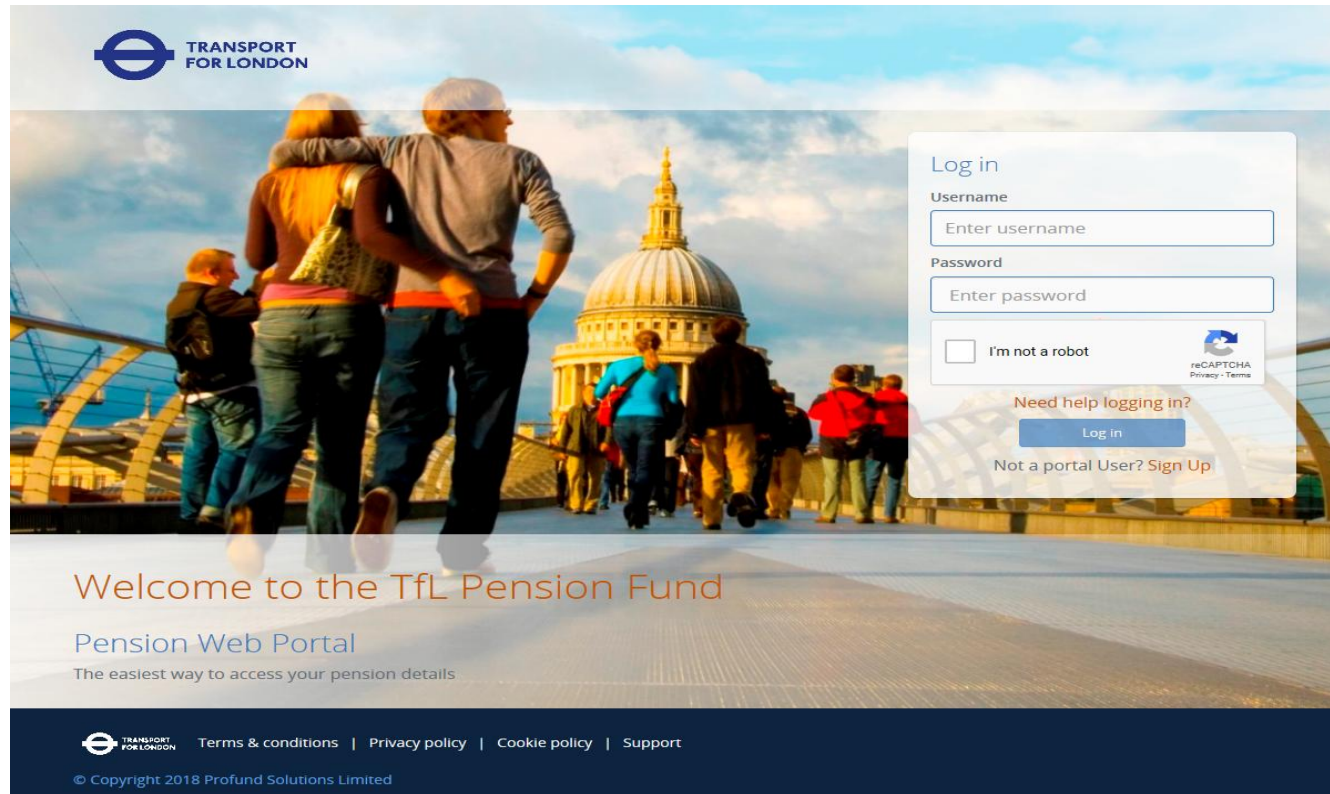 TRANSPORT
FOR LONDON
Log in
Username
Enter username
Password
Enter password
I'm not a robot
reCAPTCHA
Privacy - Terms
Need help logging in?
Log in
Not a portal User? Sign Up
Welcome to the TfL Pension Fund
Pension Web Portal
The easiest way to access your pension details
TRANSPORT
FOR LONDON
Terms & conditions | Privacy policy | Cookie policy | Support
© Copyright 2018 Profund Solutions Limited